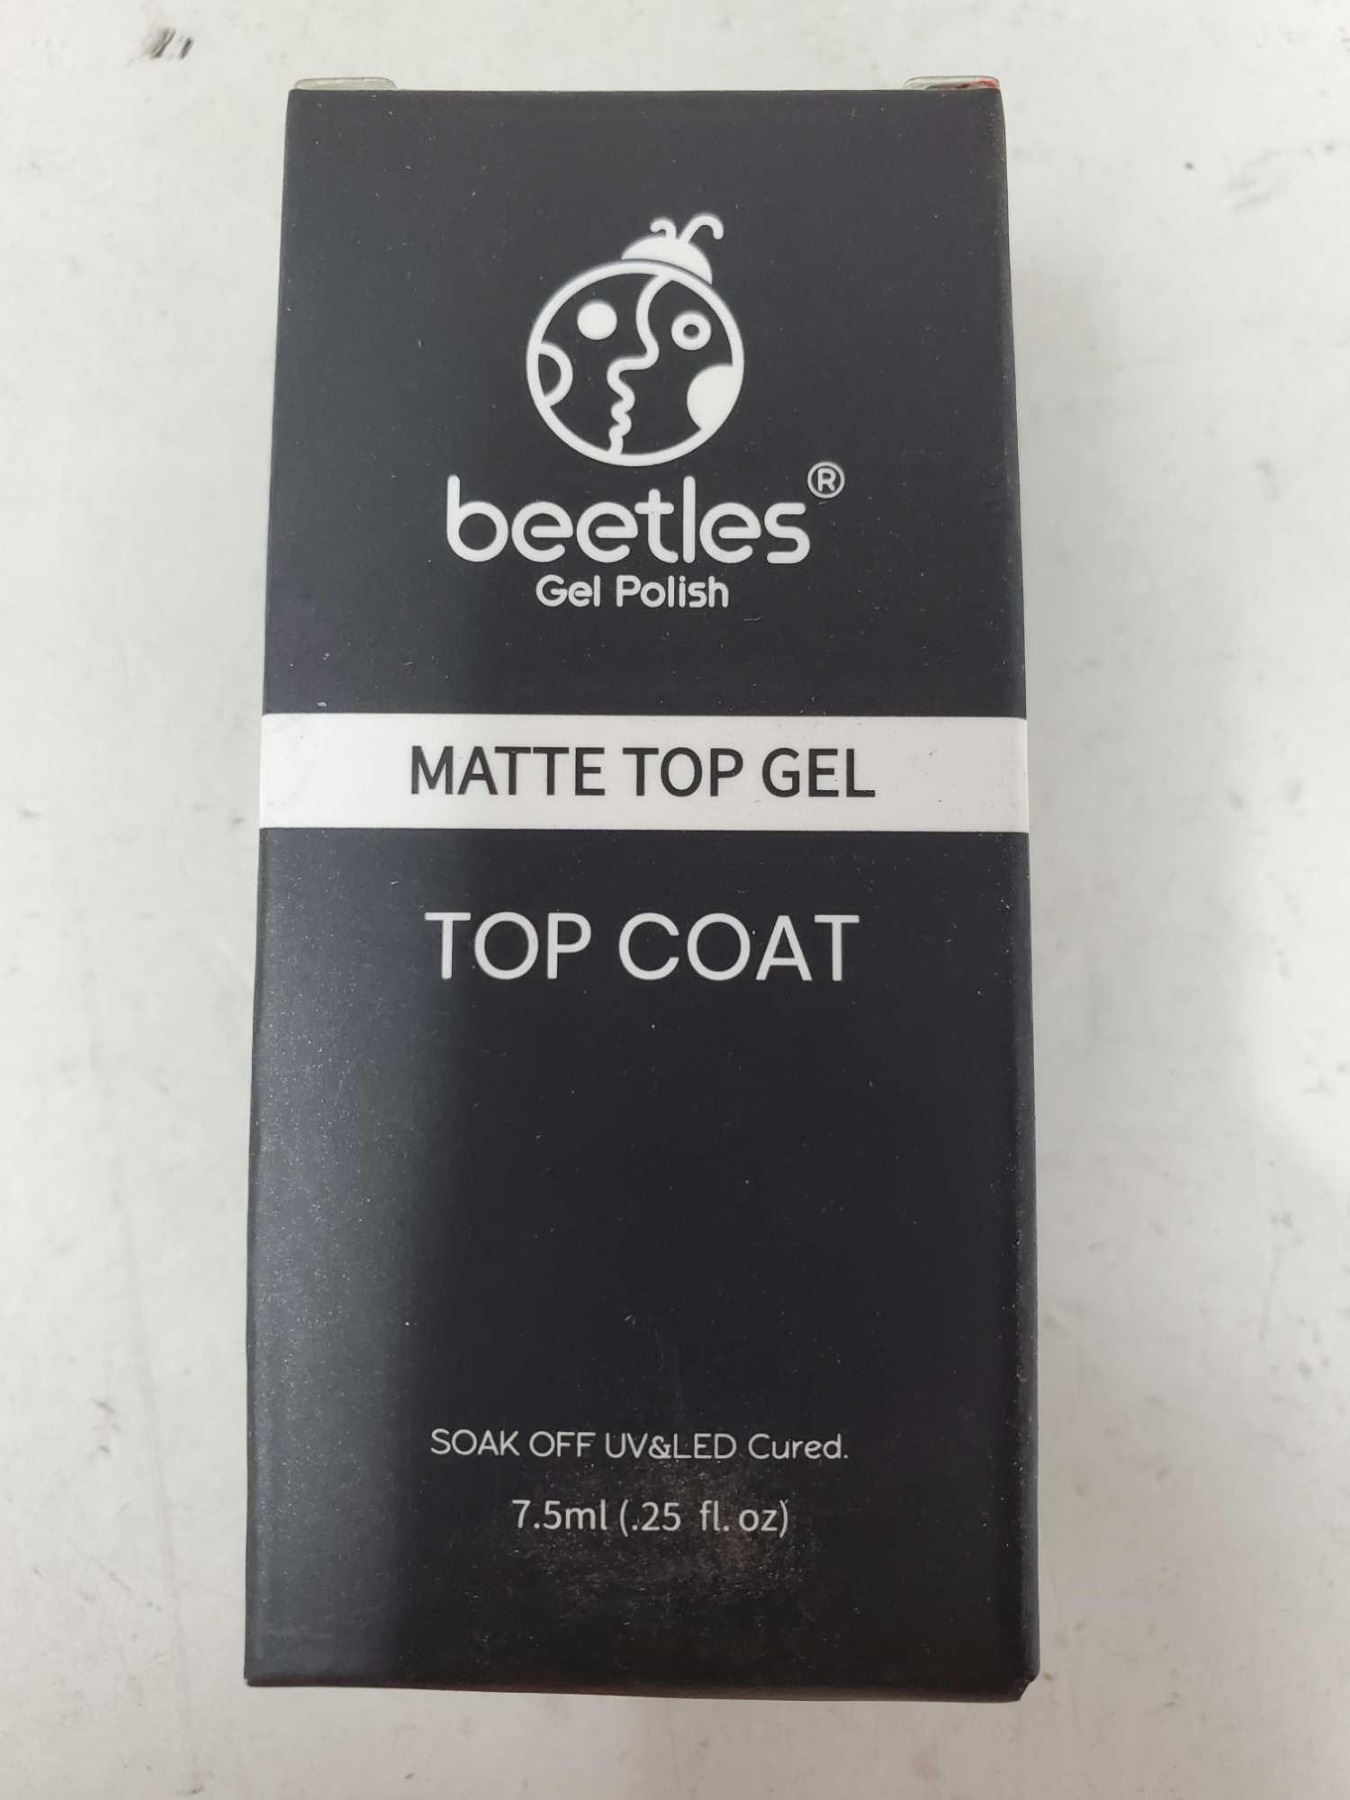 beetles®
Gel Polish
MATTE TOP GEL
TOP COAT
SOAK OFF UV&LED Cured.
7.5ml (.25 fl. oz)